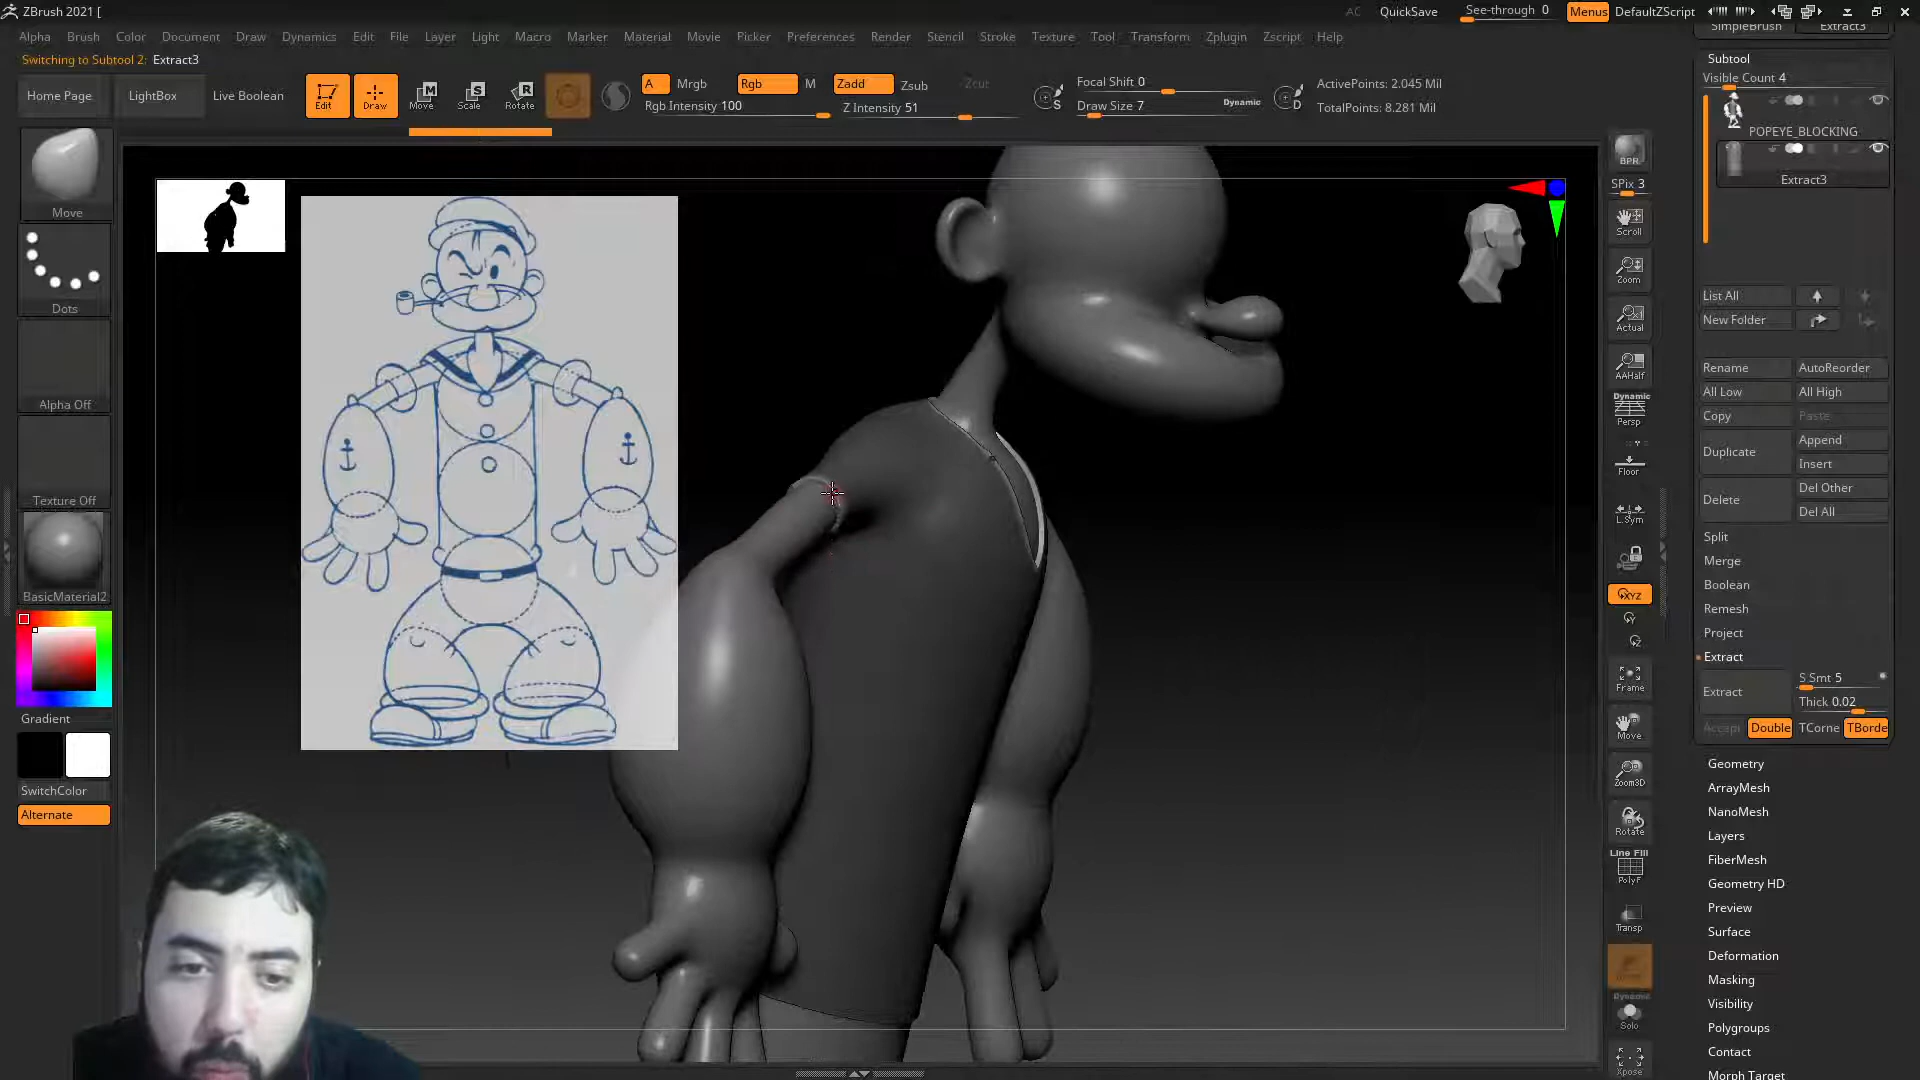 ZBrush 2021 [
AC
QuickSave
See-through 0
Menus
DefaultZScript
Alpha Brush Color Document Draw Dynamics Edit File Layer Light Macro Marker Material Movie Picker Preferences Render Stencil Stroke Texture Tool Transform Zplugin Zscript Help
Switching to Subtool 2: Extract3
Home Page
LightBox
Live Boolean
Edit
Draw
Move
Scale
Rotate
A
Mrgb
Rgb
M
Zadd
Zsub
Zcut
Rgb Intensity 100
Z Intensity 51
Focal Shift 0
Draw Size 7
Dynamic
S
D
ActivePoints: 2.045 Mil
TotalPoints: 8.281 Mil
Move
Dots
Alpha Off
Texture Off
BasicMaterial2
Gradient
SwitchColor
Alternate
BPR
SPix 3
Scroll
Zoom
Actual
AAHalf
Dynamic
Persp
Floor
L.Sym
XYZ
Frame
Move
Zoom3D
Rotate
Line Fill
PolyF
Transp
Dynamic
Solo
Xpose
SimpleBrush
Extract3
Subtool
Visible Count 4
POPEYE_BLOCKING
Extract3
List All
New Folder
Rename
AutoReorder
All Low
All High
Copy
Paste
Duplicate
Append
Insert
Delete
Del Other
Del All
Split
Merge
Boolean
Remesh
Project
Extract
Extract
S Smt 5
Thick 0.02
Accept
Double
TCorne
TBorde
Geometry
ArrayMesh
NanoMesh
Layers
FiberMesh
Geometry HD
Preview
Surface
Deformation
Masking
Visibility
Polygroups
Contact
Morph Target